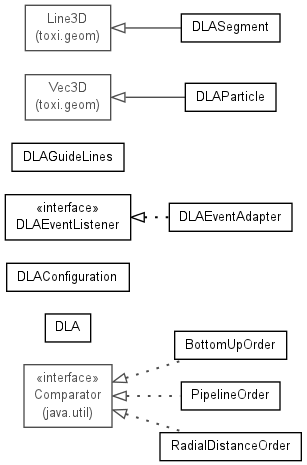 Line3D
(toxi.geom)
DLASegment
Vec3D
(toxi.geom)
DLAParticle
DLAGuideLines
«interface»
DLAEventListener
DLAEventAdapter
DLAConfiguration
DLA
BottomUpOrder
«interface»
Comparator
(java.util)
PipelineOrder
RadialDistanceOrder